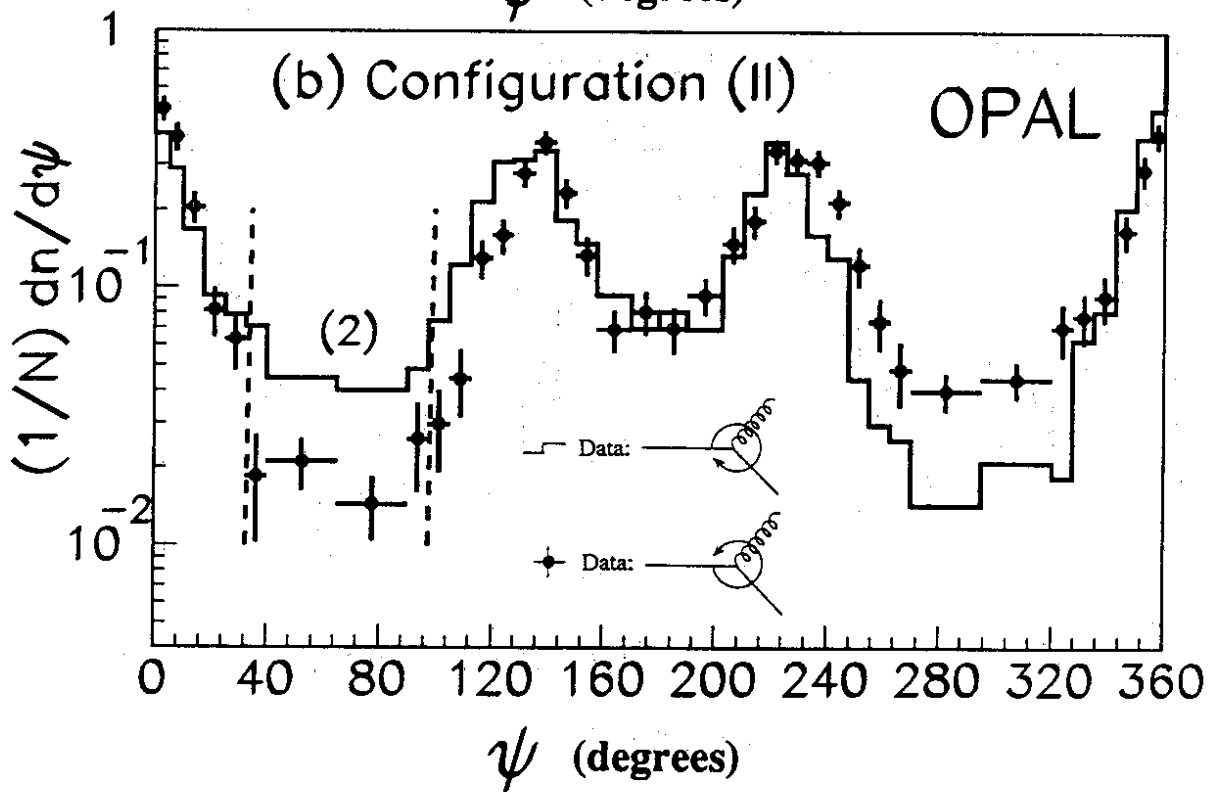 ψ (degrees)
1
(b) Configuration (II)
OPAL
(1/N) dn/dψ
10^-1
(2)
Data:
10^-2
Data:
0 40 80 120 160 200 240 280 320 360
ψ (degrees)